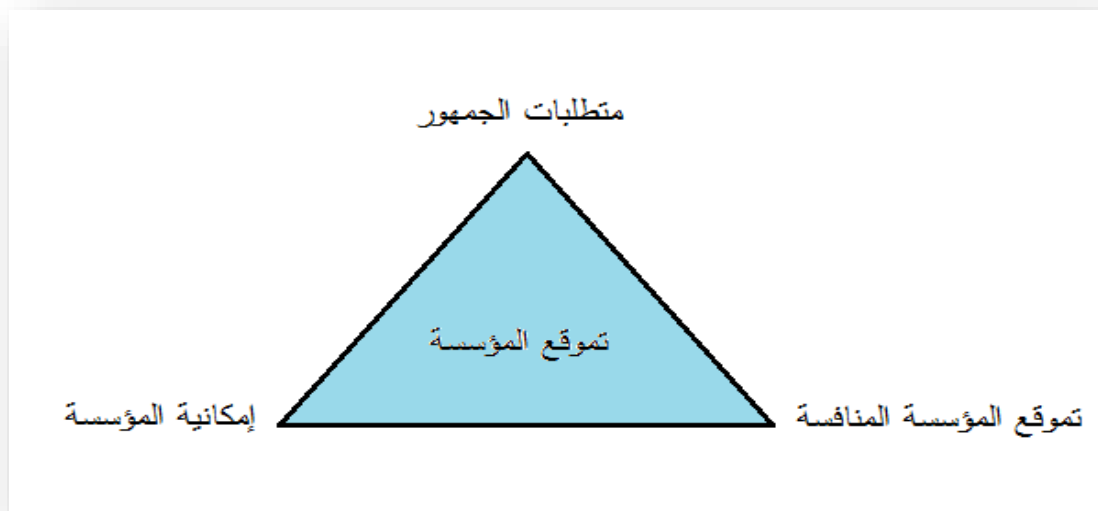 متطلبات الجمهور
تموقع المؤسسة
تموقع المؤسسة المنافسة
إمكانية المؤسسة